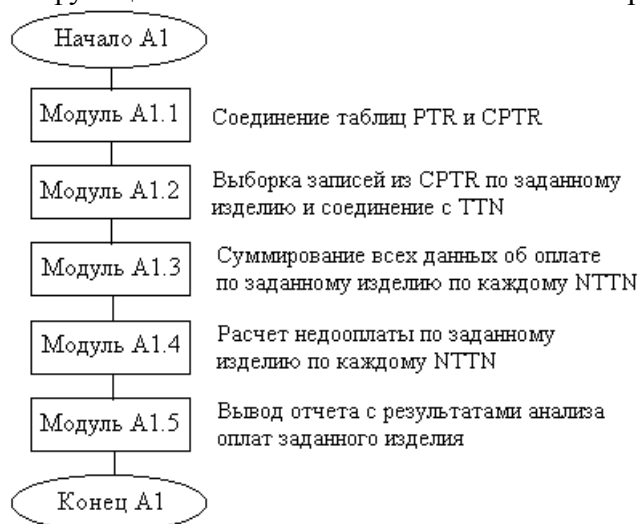 Начало А1
Модуль А1.1
Соединение таблиц PTR и CPTR
Модуль А1.2
Выборка записей из CPTR по заданному
изделию и соединение с TTN
Модуль А1.3
Суммирование всех данных об оплате
по заданному изделию по каждому NTTN
Модуль А1.4
Расчет недооплаты по заданному
изделию по каждому NTTN
Модуль А1.5
Вывод отчета с результатами анализа
оплат заданного изделия
Конец А1